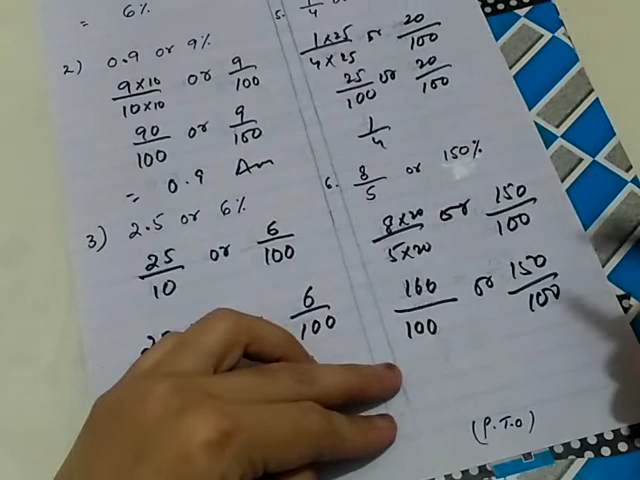 = 6%
2) 0.9 or 9%
9×10/10×10 or 9/100
90/100 or 9/100
= 0.9 Ans
3) 2.5 or 6%
25/10 or 6/100
6/100
5. 1/4
1×25/4×25 or 20/100
25/100 or 20/100
1/4
6. 8/5 or 150%
8×20/5×20 or 150/100
160/100 or 150/100
(P.T.O)